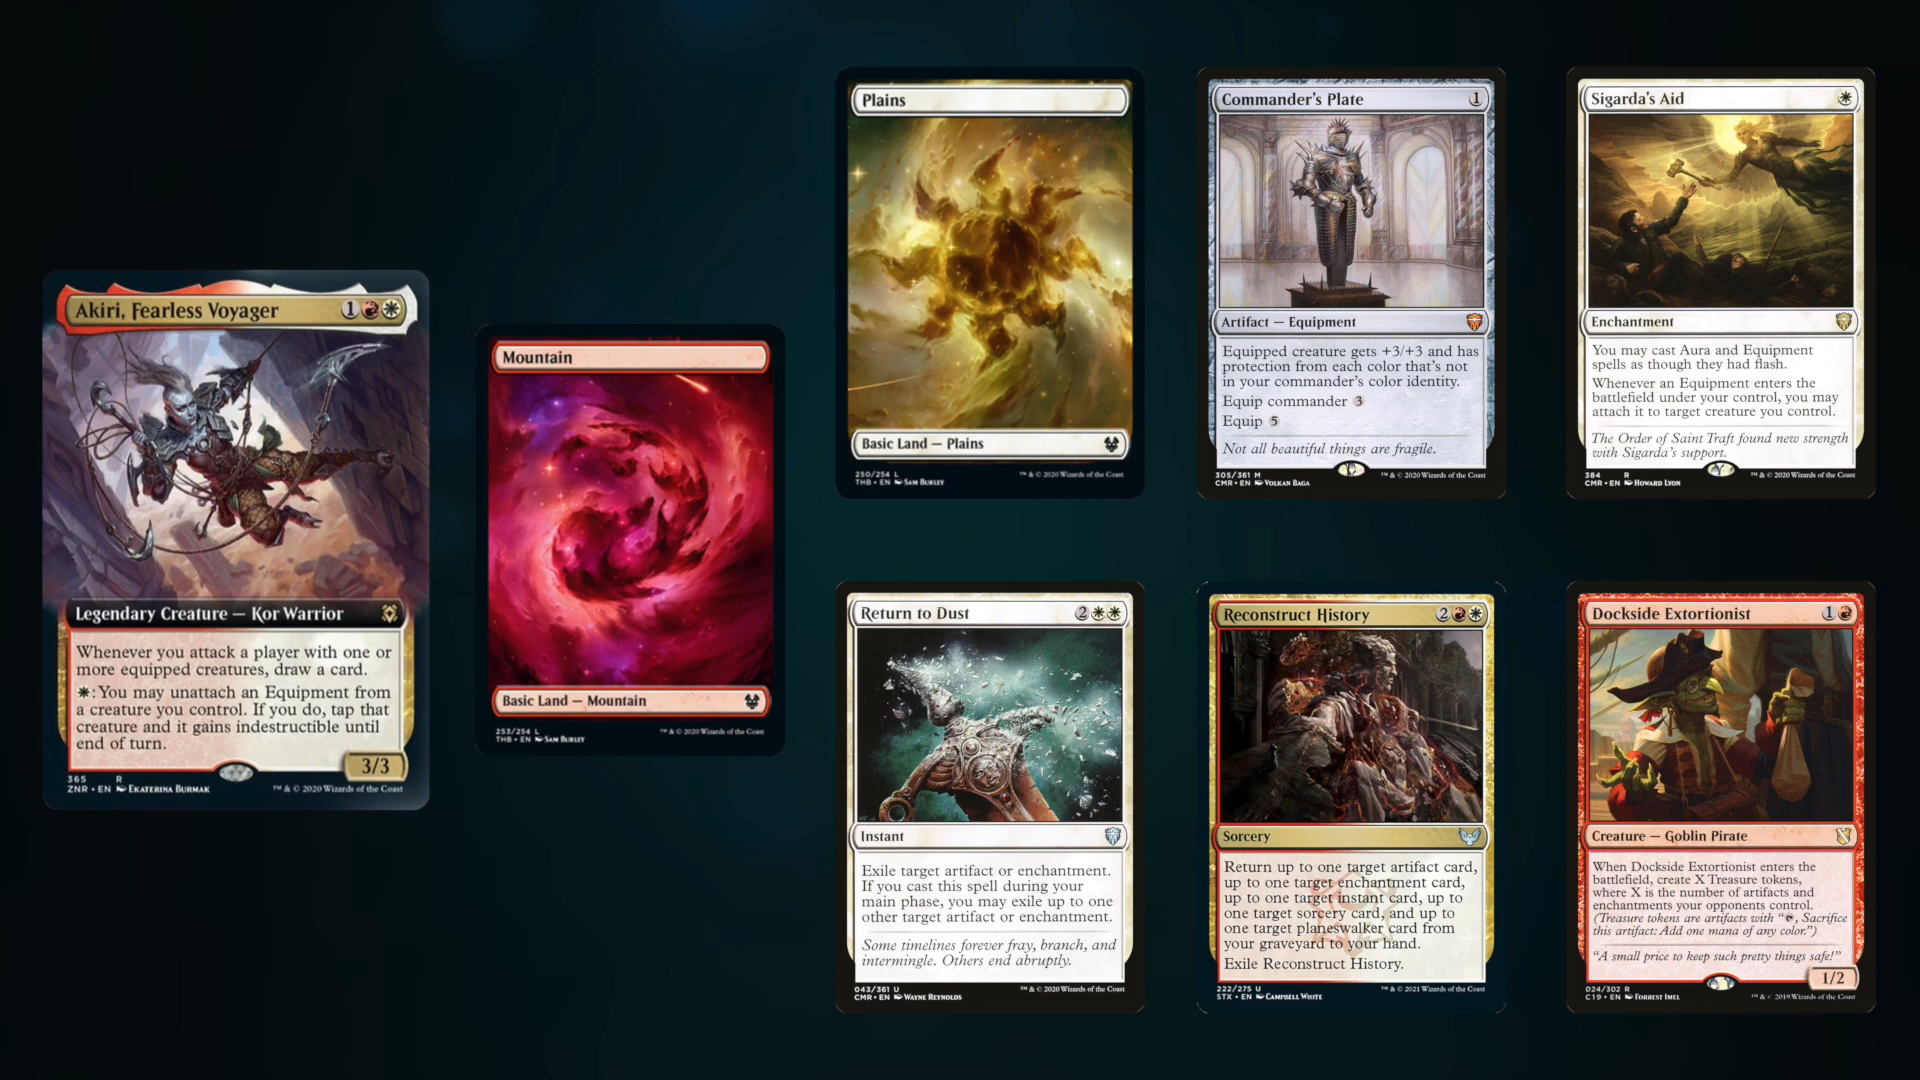 Akiri, Fearless Voyager 1
Legendary Creature — Kor Warrior
Whenever you attack a player with one or
more equipped creatures, draw a card.
: You may unattach an Equipment from
a creature you control. If you do, tap that
creature and it gains indestructible until
end of turn.
3/3
365 R
ZNR • EN EKATERINA BURMAK
™ & © 2020 Wizards of the Coast
Mountain
Basic Land — Mountain
253/254 L
THB • EN SAM BURLEY
™ & © 2020 Wizards of the Coast
Plains
Basic Land — Plains
250/254 L
THB • EN SAM BURLEY
™ & © 2020 Wizards of the Coast
Commander's Plate 1
Artifact — Equipment
Equipped creature gets +3/+3 and has
protection from each color that's not
in your commander's color identity.
Equip commander 3
Equip 5
Not all beautiful things are fragile.
305/361 M
CMR • EN VOLKAN BAGA
™ & © 2020 Wizards of the Coast
Sigarda's Aid
Enchantment
You may cast Aura and Equipment
spells as though they had flash.
Whenever an Equipment enters the
battlefield under your control, you may
attach it to target creature you control.
The Order of Saint Traft found new strength
with Sigarda's support.
384 R
CMR • EN HOWARD LYON
™ & © 2020 Wizards of the Coast
Return to Dust 2
Instant
Exile target artifact or enchantment.
If you cast this spell during your
main phase, you may exile up to one
other target artifact or enchantment.
Some timelines forever fray, branch, and
intermingle. Others end abruptly.
043/361 U
CMR • EN WAYNE REYNOLDS
™ & © 2020 Wizards of the Coast
Reconstruct History 2
Sorcery
Return up to one target artifact card,
up to one target enchantment card,
up to one target instant card, up to
one target sorcery card, and up to
one target planeswalker card from
your graveyard to your hand.
Exile Reconstruct History.
222/275 U
STX • EN CAMPBELL WHITE
™ & © 2021 Wizards of the Coast
Dockside Extortionist 1
Creature — Goblin Pirate
When Dockside Extortionist enters the
battlefield, create X Treasure tokens,
where X is the number of artifacts and
enchantments your opponents control.
(Treasure tokens are artifacts with “, Sacrifice
this artifact: Add one mana of any color.”)
“A small price to keep such pretty things safe!”
1/2
024/302 R
C19 • EN FORREST IMEL
™ & © 2019 Wizards of the Coast